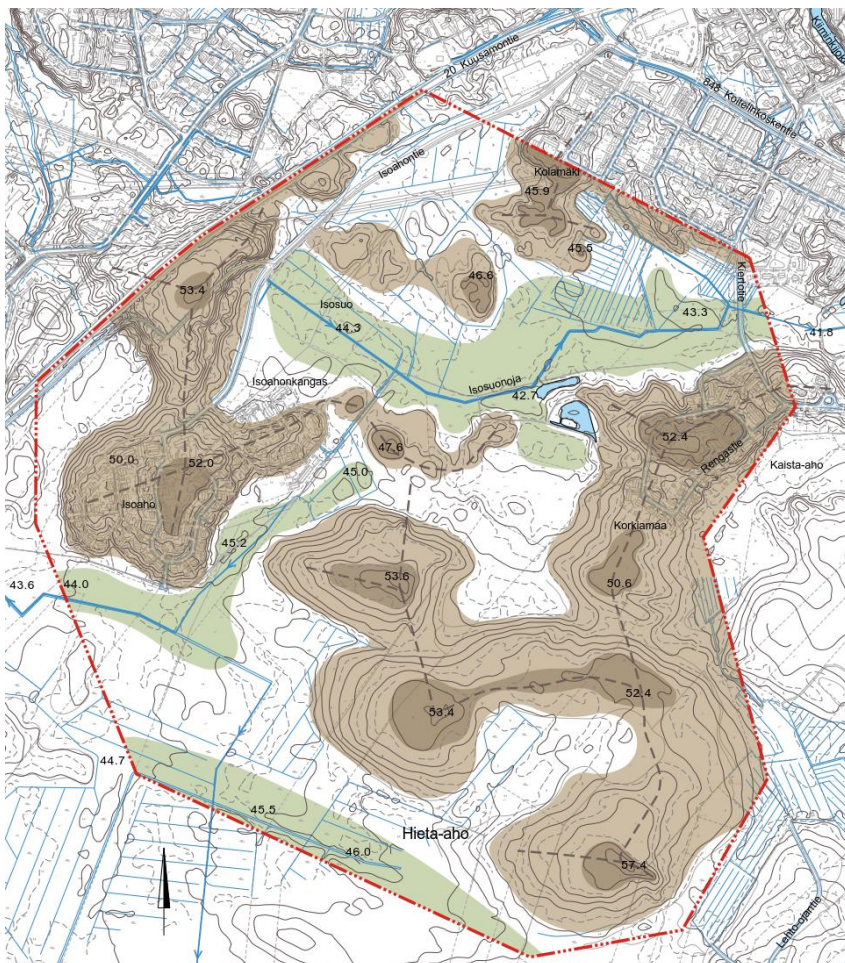 Kiiminkijoki
20 Kuusamontie
848 Koitelinkoskentie
Isoahontie
Kolamäki
45.9
45.5
46.6
53.4
Isosuo
44.3
43.3
41.8
Isosuonoja
42.7
Isoahonkangas
52.4
Rengastie
Kaista-aho
47.6
50.0
52.0
45.0
Isoaho
Korkiamaa
45.2
53.6
50.6
43.6
44.0
52.4
53.4
44.7
45.5
Hieta-aho
46.0
57.4
Lehto-ojantie